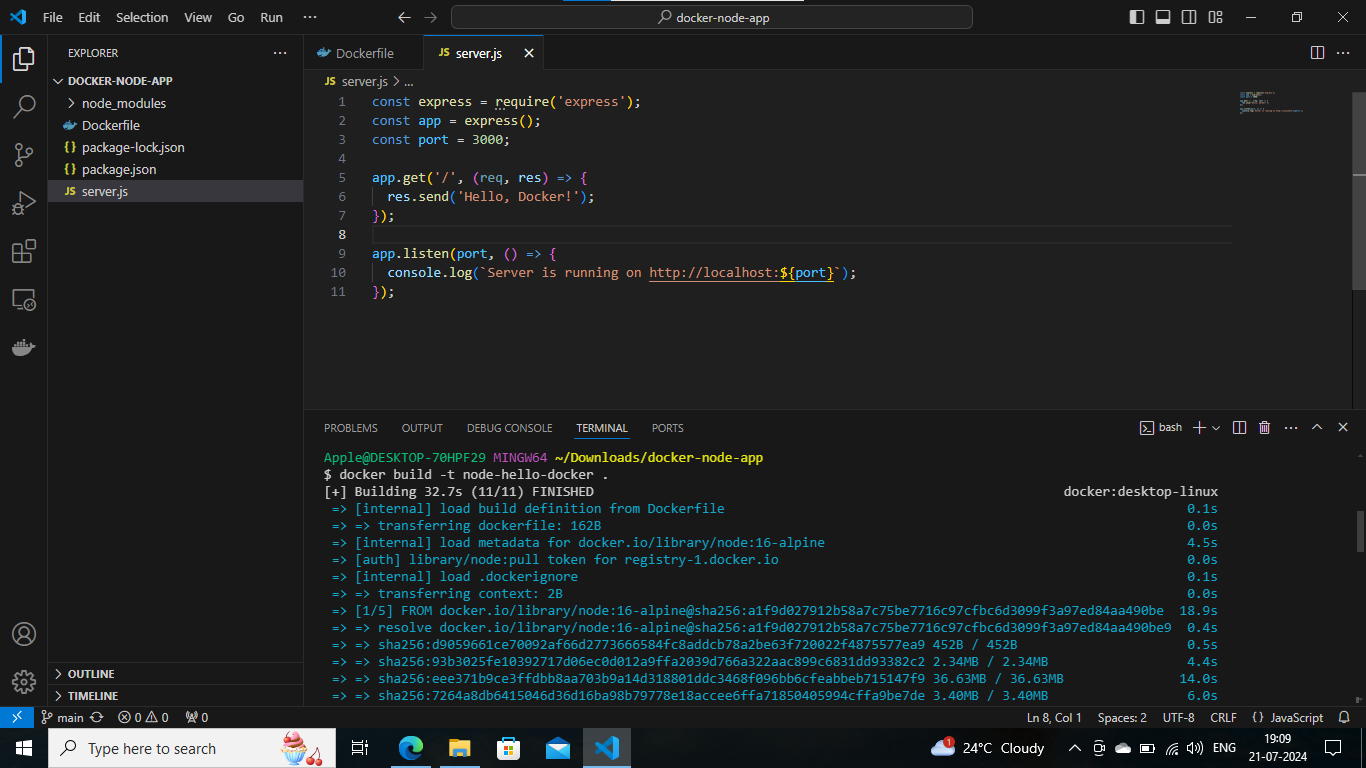 File Edit Selection View Go Run ··· docker-node-app
EXPLORER ···
DOCKER-NODE-APP
node_modules
Dockerfile
package-lock.json
package.json
JS server.js
OUTLINE
TIMELINE
Dockerfile JS server.js
JS server.js > ...
1 const express = require('express');
2 const app = express();
3 const port = 3000;
4
5 app.get('/', (req, res) => {
6 res.send('Hello, Docker!');
7 });
8
9 app.listen(port, () => {
10 console.log(`Server is running on http://localhost:${port}`);
11 });
PROBLEMS OUTPUT DEBUG CONSOLE TERMINAL PORTS bash
Apple@DESKTOP-70HPF29 MINGW64 ~/Downloads/docker-node-app
$ docker build -t node-hello-docker .
[+] Building 32.7s (11/11) FINISHED docker:desktop-linux
=> [internal] load build definition from Dockerfile 0.1s
=> => transferring dockerfile: 162B 0.0s
=> [internal] load metadata for docker.io/library/node:16-alpine 4.5s
=> [auth] library/node:pull token for registry-1.docker.io 0.0s
=> [internal] load .dockerignore 0.1s
=> => transferring context: 2B 0.0s
=> [1/5] FROM docker.io/library/node:16-alpine@sha256:a1f9d027912b58a7c75be7716c97cfbc6d3099f3a97ed84aa490be 18.9s
=> => resolve docker.io/library/node:16-alpine@sha256:a1f9d027912b58a7c75be7716c97cfbc6d3099f3a97ed84aa490be9 0.4s
=> => sha256:d9059661ce70092af66d2773666584fc8addcb78a2be63f720022f4875577ea9 452B / 452B 0.5s
=> => sha256:93b3025fe10392717d06ec0d012a9ffa2039d766a322aac899c6831dd93382c2 2.34MB / 2.34MB 4.4s
=> => sha256:eee371b9ce3ffdbb8aa703b9a14d318801ddc3468f096bb6cfeabbeb715147f9 36.63MB / 36.63MB 14.0s
=> => sha256:7264a8db6415046d36d16ba98b79778e18accee6ffa71850405994cffa9be7de 3.40MB / 3.40MB 6.0s
main 0 0 0 Ln 8, Col 1 Spaces: 2 UTF-8 CRLF {} JavaScript
Type here to search 1 24°C Cloudy ENG 19:09
21-07-2024